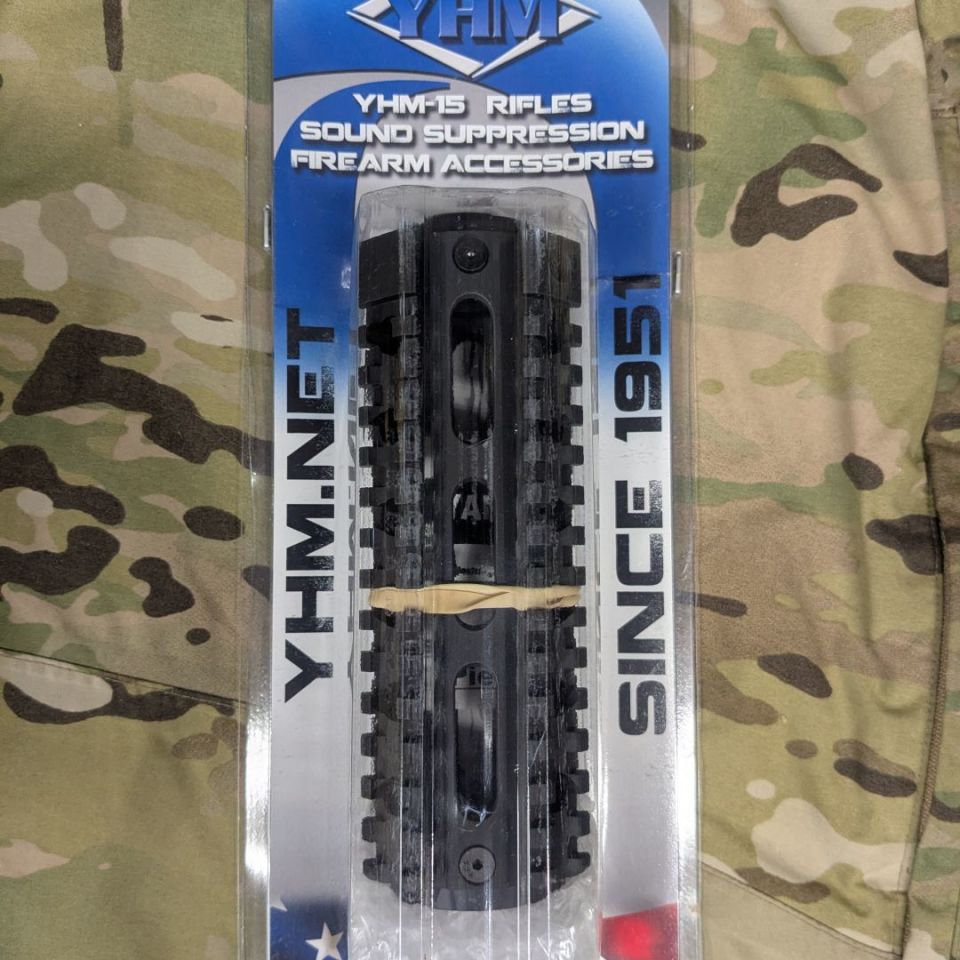 YHM
YHM-15 RIFLES
SOUND SUPPRESSION
FIREARM ACCESSORIES
YHM.NET
SINCE 1951